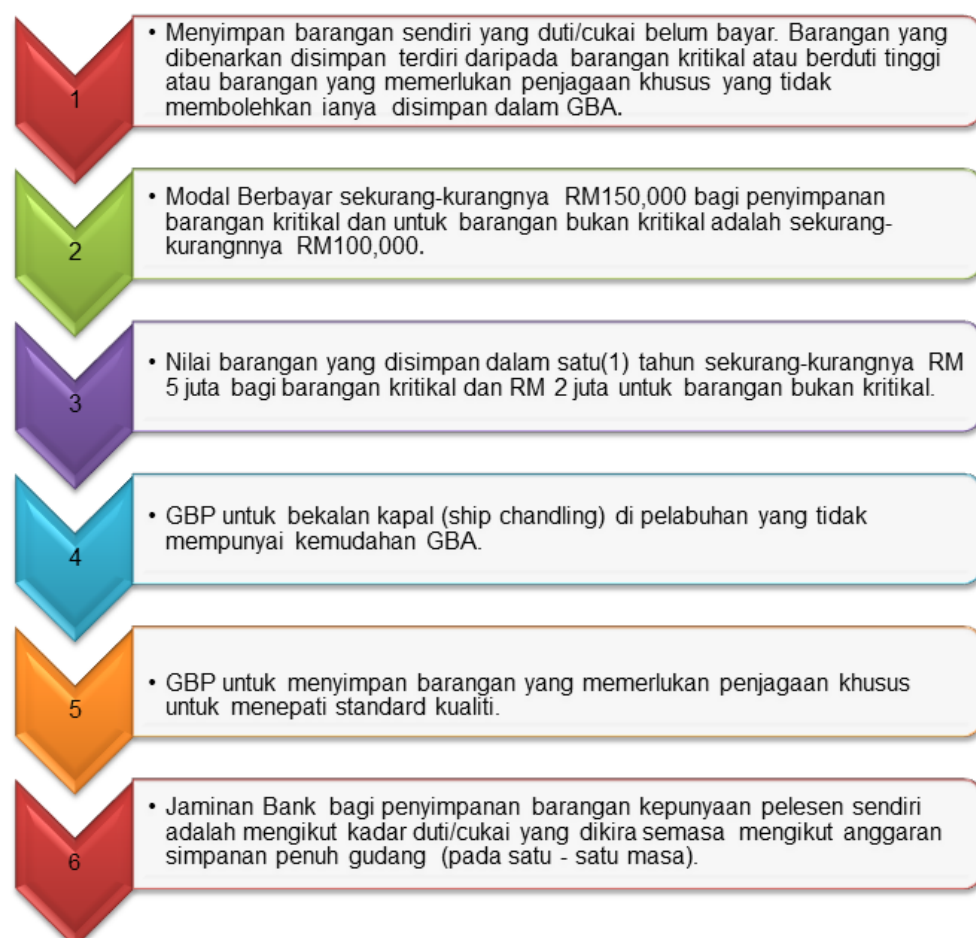 1
• Menyimpan barangan sendiri yang duti/cukai belum bayar. Barangan yang
dibenarkan disimpan terdiri daripada barangan kritikal atau berduti tinggi
atau barangan yang memerlukan penjagaan khusus yang tidak
membolehkan ianya disimpan dalam GBA.
2
• Modal Berbayar sekurang-kurangnya RM150,000 bagi penyimpanan
barangan kritikal dan untuk barangan bukan kritikal adalah sekurang-
kurangnnya RM100,000.
3
• Nilai barangan yang disimpan dalam satu(1) tahun sekurang-kurangnya RM
5 juta bagi barangan kritikal dan RM 2 juta untuk barangan bukan kritikal.
4
• GBP untuk bekalan kapal (ship chandling) di pelabuhan yang tidak
mempunyai kemudahan GBA.
5
• GBP untuk menyimpan barangan yang memerlukan penjagaan khusus
untuk menepati standard kualiti.
6
• Jaminan Bank bagi penyimpanan barangan kepunyaan pelesen sendiri
adalah mengikut kadar duti/cukai yang dikira semasa mengikut anggaran
simpanan penuh gudang (pada satu - satu masa).